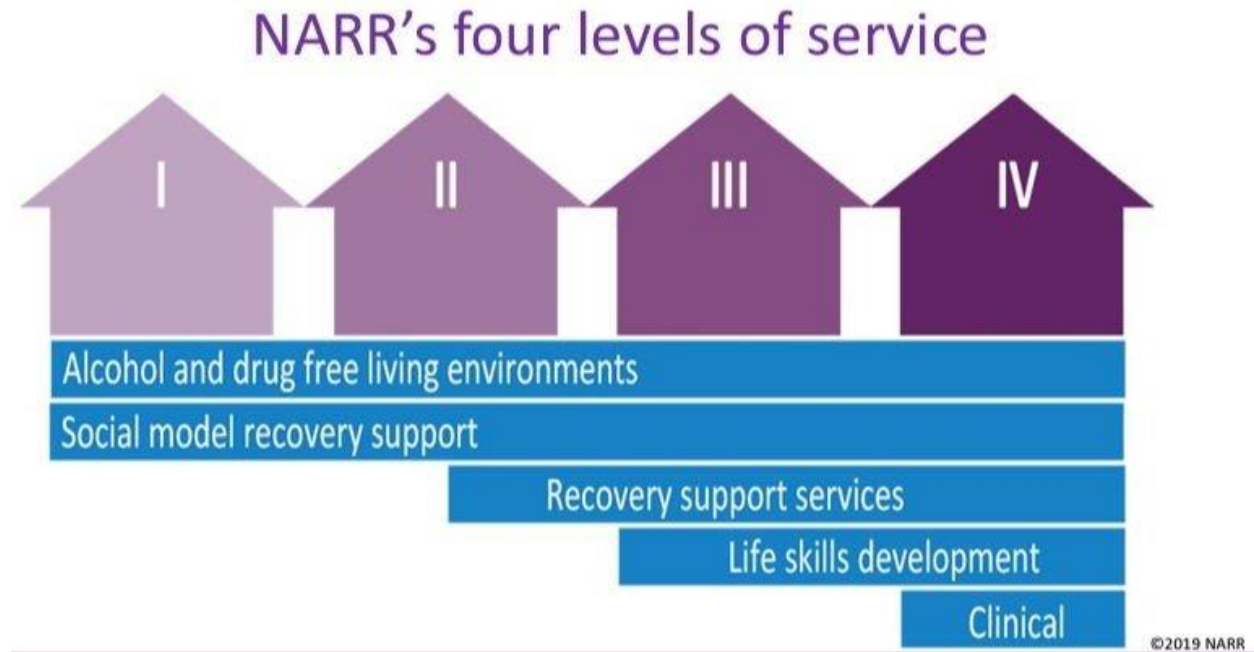 NARR’s four levels of service
I
II
III
IV
Alcohol and drug free living environments
Social model recovery support
Recovery support services
Life skills development
Clinical
©2019 NARR